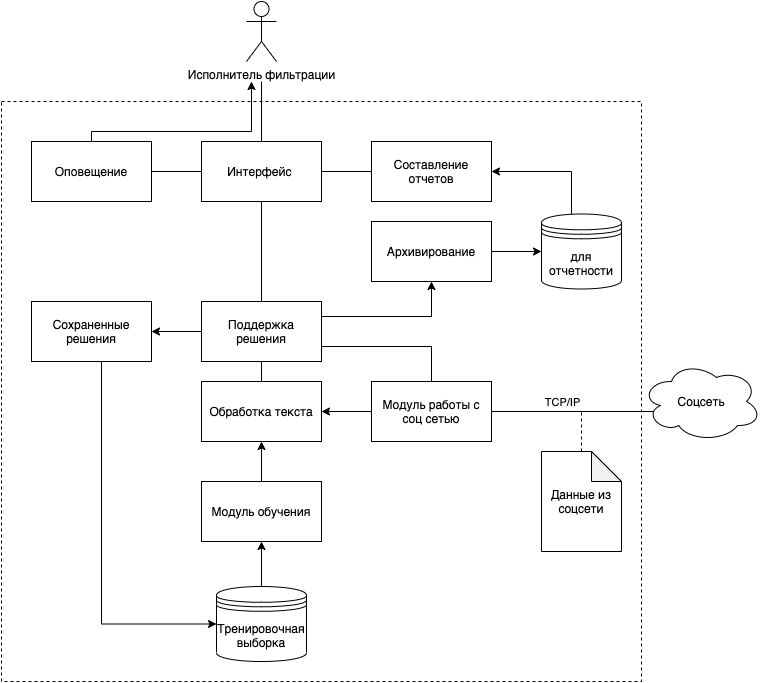 Исполнитель фильтрации
Оповещение
Интерфейс
Составление
отчетов
Архивирование
для
отчетности
Сохраненные
решения
Поддержка
решения
Обработка текста
Модуль работы с
соц сетью
TCP/IP
Соцсеть
Данные из
соцсети
Модуль обучения
Тренировочная
выборка